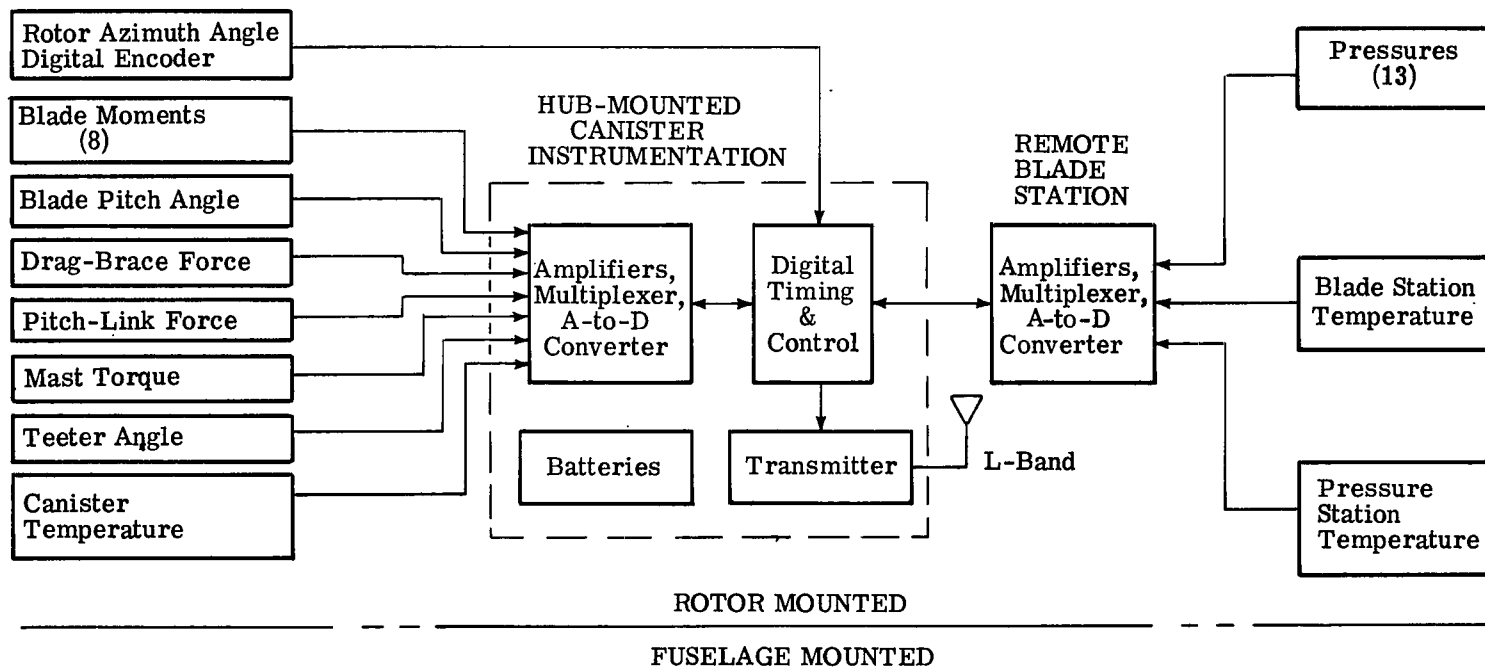 Rotor Azimuth Angle
Digital Encoder
Blade Moments
(8)
Blade Pitch Angle
Drag-Brace Force
Pitch-Link Force
Mast Torque
Teeter Angle
Canister
Temperature
HUB-MOUNTED
CANISTER
INSTRUMENTATION
Amplifiers,
Multiplexer,
A-to-D
Converter
Digital
Timing
&
Control
Batteries
Transmitter
L-Band
REMOTE
BLADE
STATION
Amplifiers,
Multiplexer,
A-to-D
Converter
Pressures
(13)
Blade Station
Temperature
Pressure
Station
Temperature
ROTOR MOUNTED
FUSELAGE MOUNTED